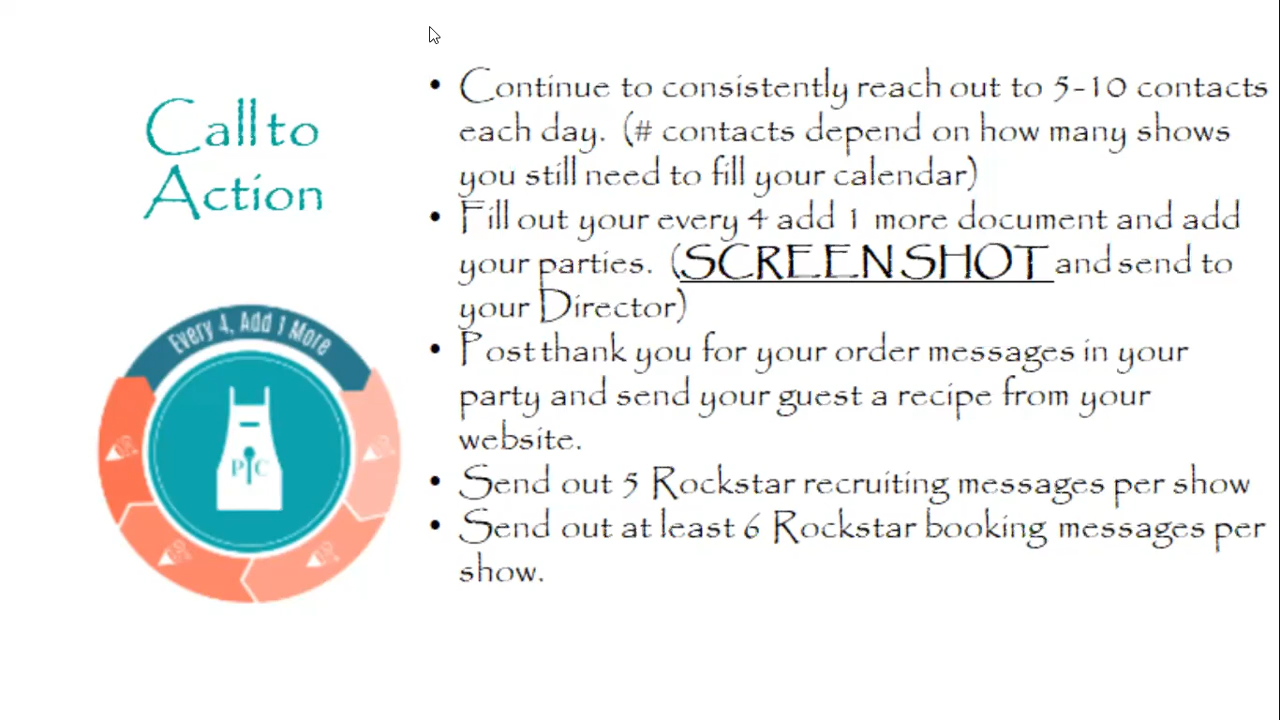 Call to
Action
Continue to consistently reach out to 5-10 contacts
each day. (# contacts depend on how many shows
you still need to fill your calendar)
Fill out your every 4 add 1 more document and add
your parties. (SCREENSHOT and send to
your Director)
Post thank you for your order messages in your
party and send your guest a recipe from your
website.
Send out 5 Rockstar recruiting messages per show
Send out at least 6 Rockstar booking messages per
show.
Every 4, Add 1 More
P C